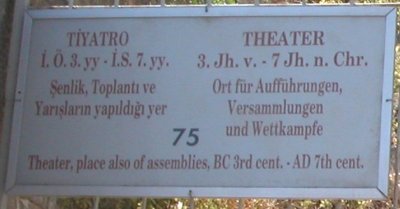 TİYATRO
İ. Ö. 3. yy - İ.S. 7. yy.
Şenlik, Toplantı ve
Yarışların yapıldığı yer
THEATER
3. Jh. v. - 7 Jh. n. Chr.
Ort für Aufführungen,
Versammlungen
und Wettkampfe
75
Theater, place also of assemblies, BC 3rd cent. - AD 7th cent.